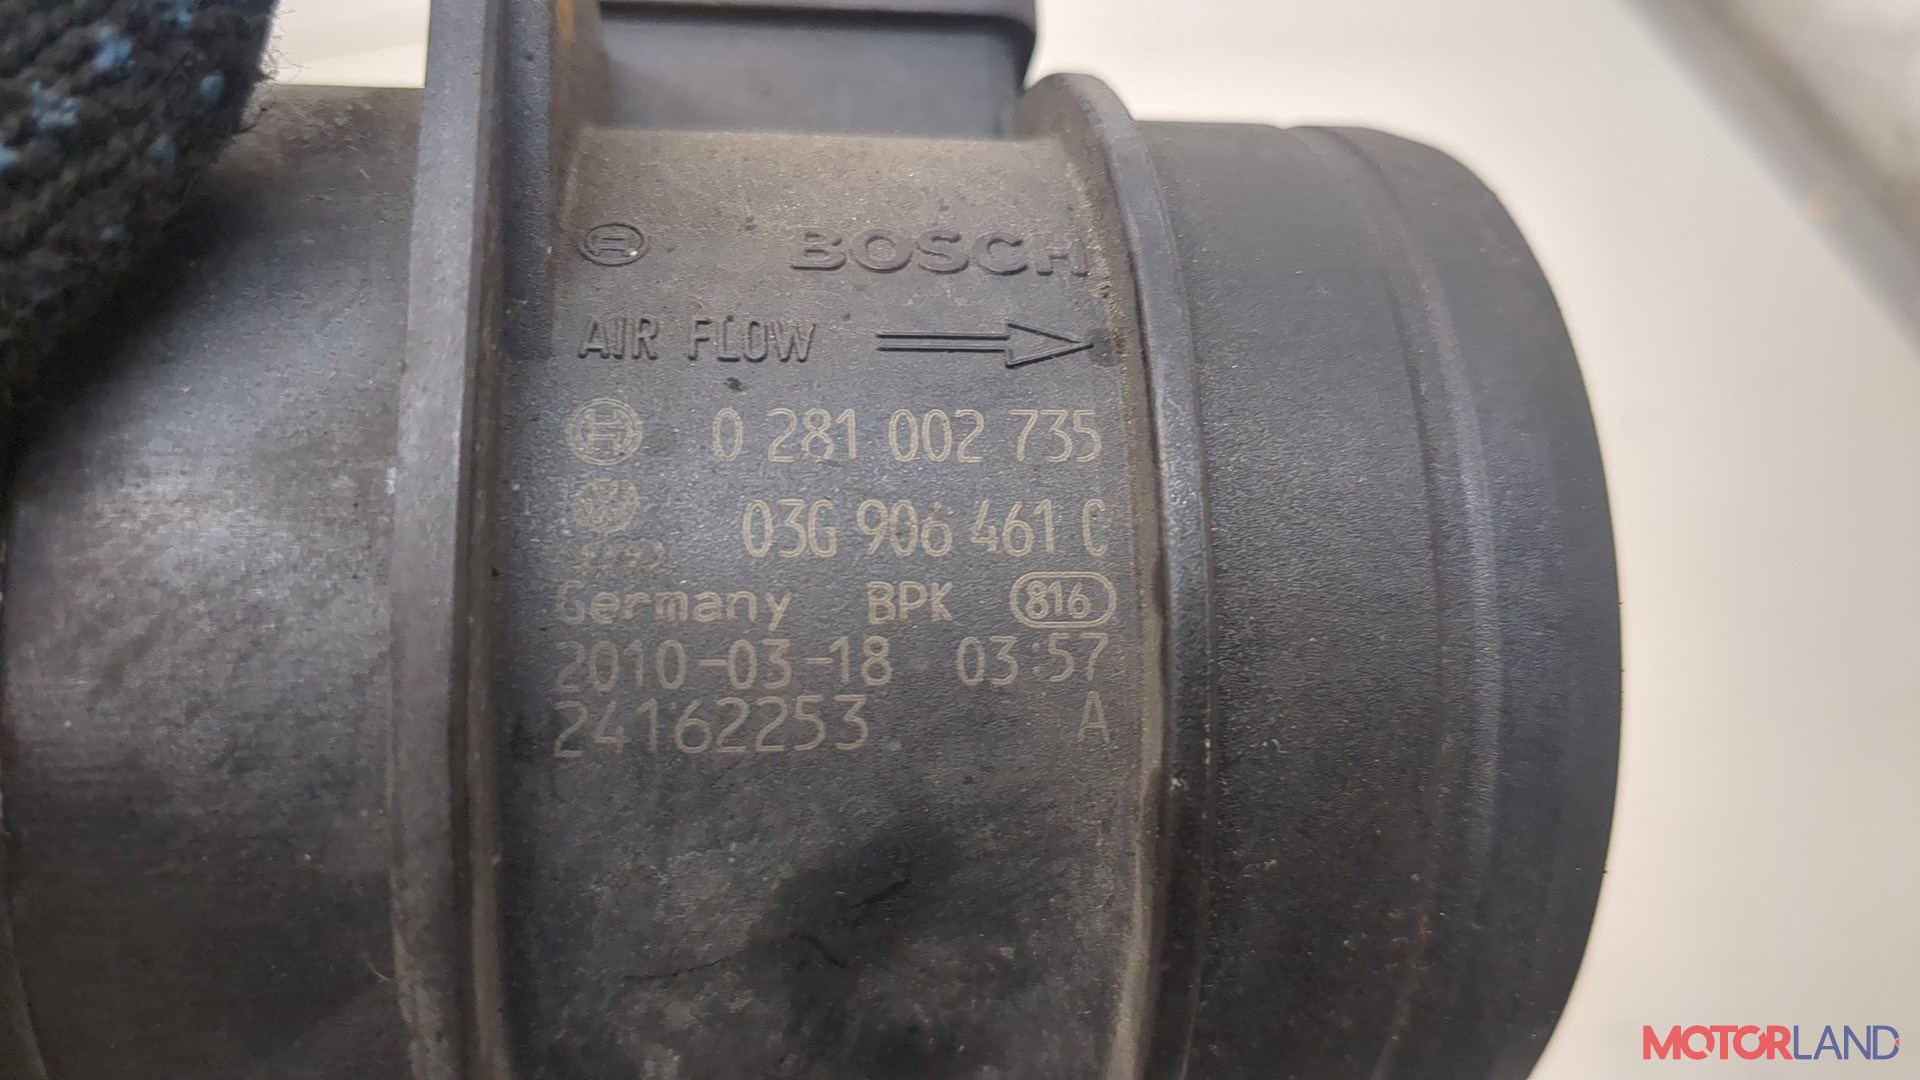 BOSCH
AIR FLOW
0 281 002 735
03G 906 461 C
Germany BPK 816
2010-03-18 03:57
24162253 A
MOTORLAND